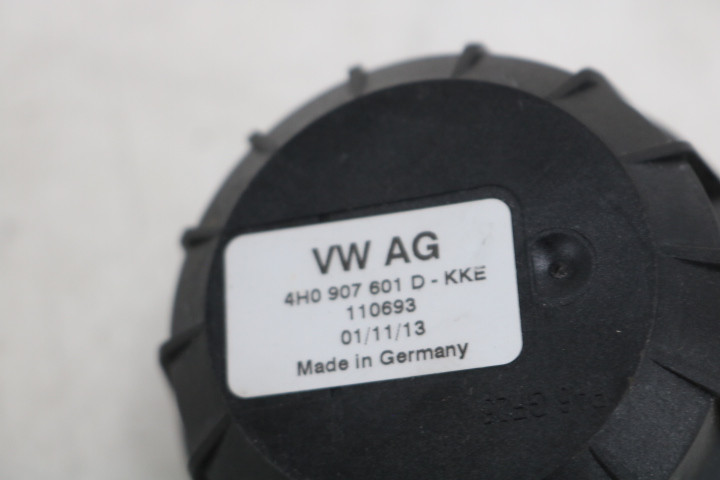 VW AG
4H0 907 601 D - KKE
110693
01/11/13
Made in Germany